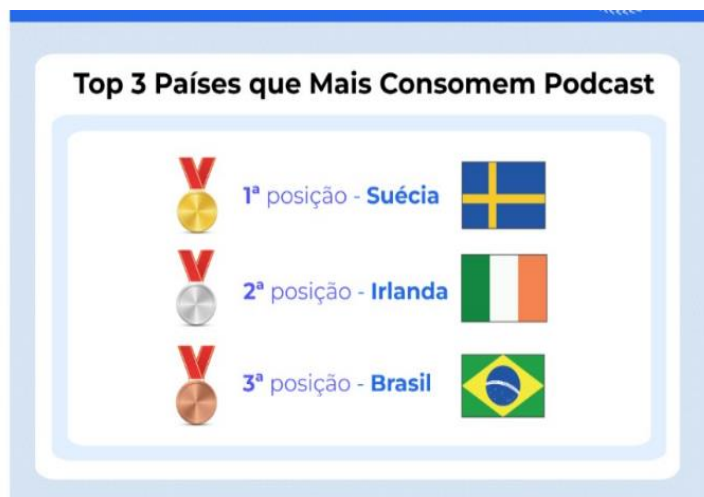 Top 3 Países que Mais Consomem Podcast
1ª posição - Suécia
2ª posição - Irlanda
3ª posição - Brasil